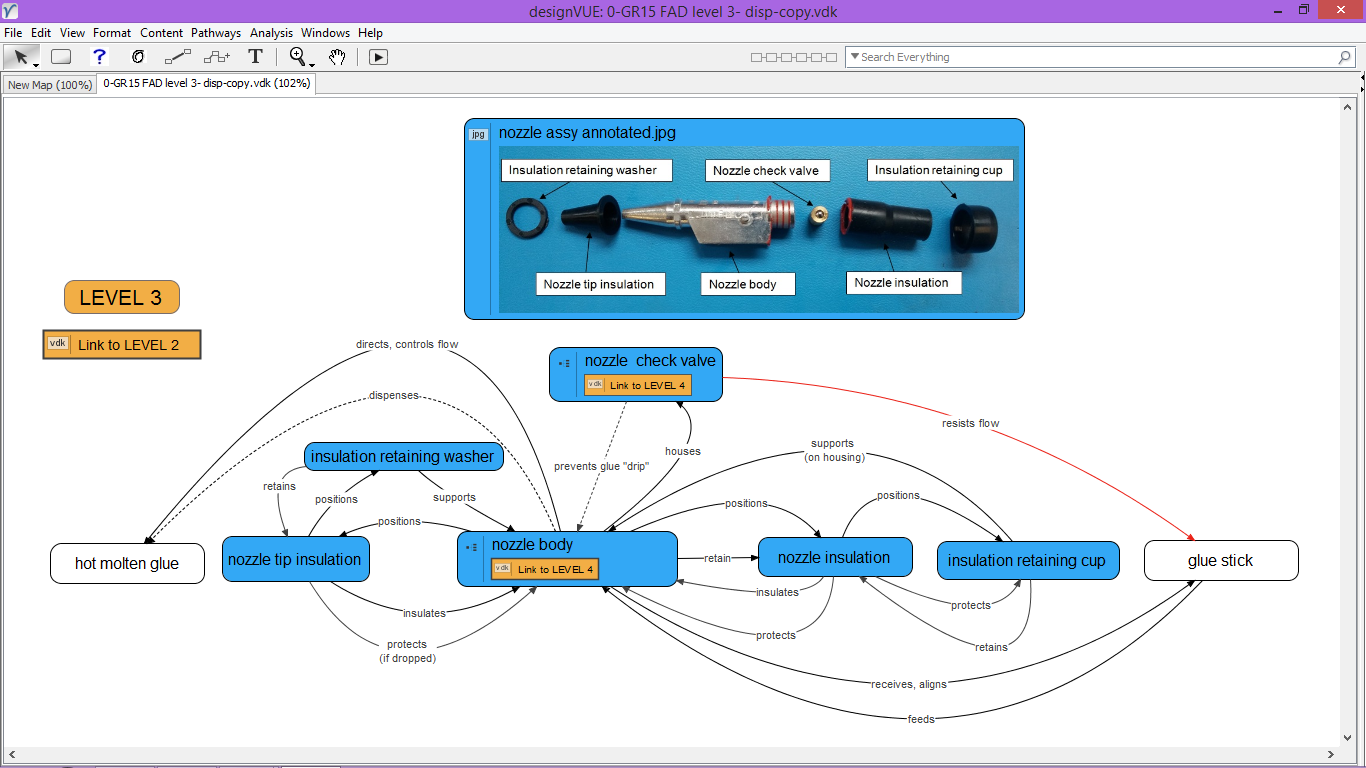 designVUE: 0-GR15 FAD level 3- disp-copy.vdk
File Edit View Format Content Pathways Analysis Windows Help
Search Everything
New Map (100%)
0-GR15 FAD level 3- disp-copy.vdk (102%)
jpg
nozzle assy annotated.jpg
Insulation retaining washer
Nozzle check valve
Insulation retaining cup
Nozzle tip insulation
Nozzle body
Nozzle insulation
LEVEL 3
vdk
Link to LEVEL 2
directs, controls flow
nozzle check valve
vdk
Link to LEVEL 4
dispenses
resists flow
insulation retaining washer
supports
(on housing)
houses
prevents glue "drip"
retains
positions
supports
positions
positions
positions
hot molten glue
nozzle tip insulation
nozzle body
vdk
Link to LEVEL 4
retain
nozzle insulation
insulation retaining cup
glue stick
insulates
protects
insulates
protects
(if dropped)
protects
retains
receives, aligns
feeds